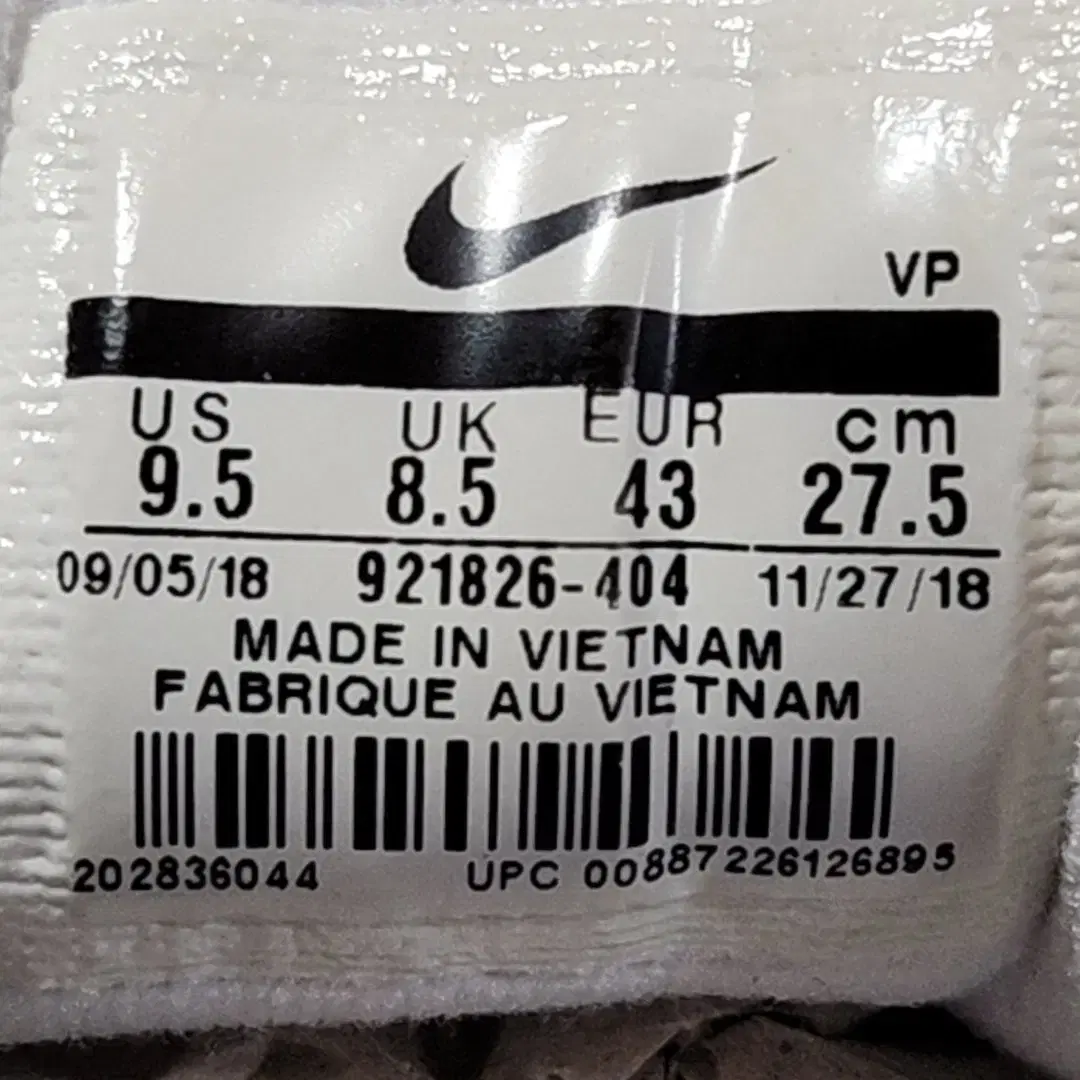 VP
US UK EUR cm
9.5 8.5 43 27.5
09/05/18 921826-404 11/27/18
MADE IN VIETNAM
FABRIQUE AU VIETNAM
202836044 UPC 00887226126895